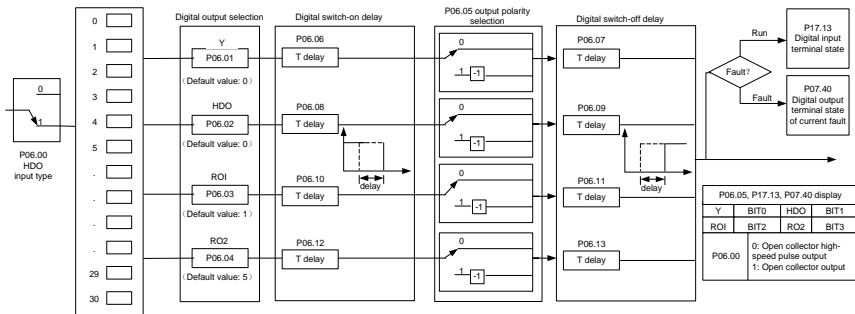 0
1
P06.00
HDO
input type
0
1
2
3
4
5
.
.
.
.
29
30
Digital output selection
Y
P06.01
(Default value: 0)
HDO
P06.02
(Default value: 0)
ROI
P06.03
(Default value: 1)
RO2
P06.04
(Default value: 5)
Digital switch-on delay
P06.06
T delay
P06.08
T delay
delay
P06.10
T delay
P06.12
T delay
P06.05 output polarity
selection
0
1
-1
0
1
-1
0
1
-1
0
1
-1
Digital switch-off delay
P06.07
T delay
P06.09
T delay
delay
P06.11
T delay
P06.13
T delay
Run
Fault?
Fault
P17.13
Digital input
terminal state
P07.40
Digital output
terminal state
of current fault
P06.05, P17.13, P07.40 display
Y BIT0 HDO BIT1
ROI BIT2 RO2 BIT3
P06.00
0: Open collector high-
speed pulse output
1: Open collector output